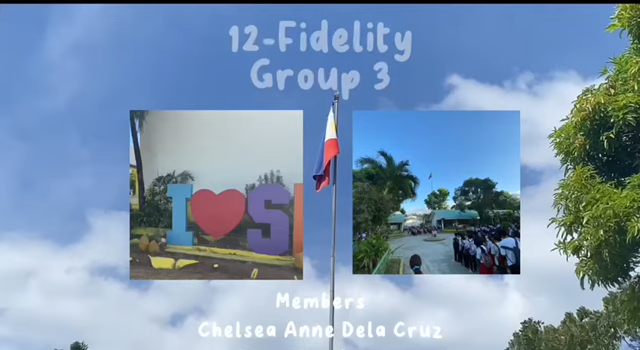 12-Fidelity
Group 3
I ❤ S
Members
Chelsea Anne Dela Cruz